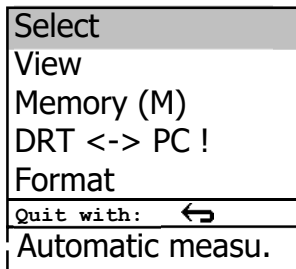 Select
View
Memory (M)
DRT <-> PC !
Format
Quit with: ↩
Automatic measu.